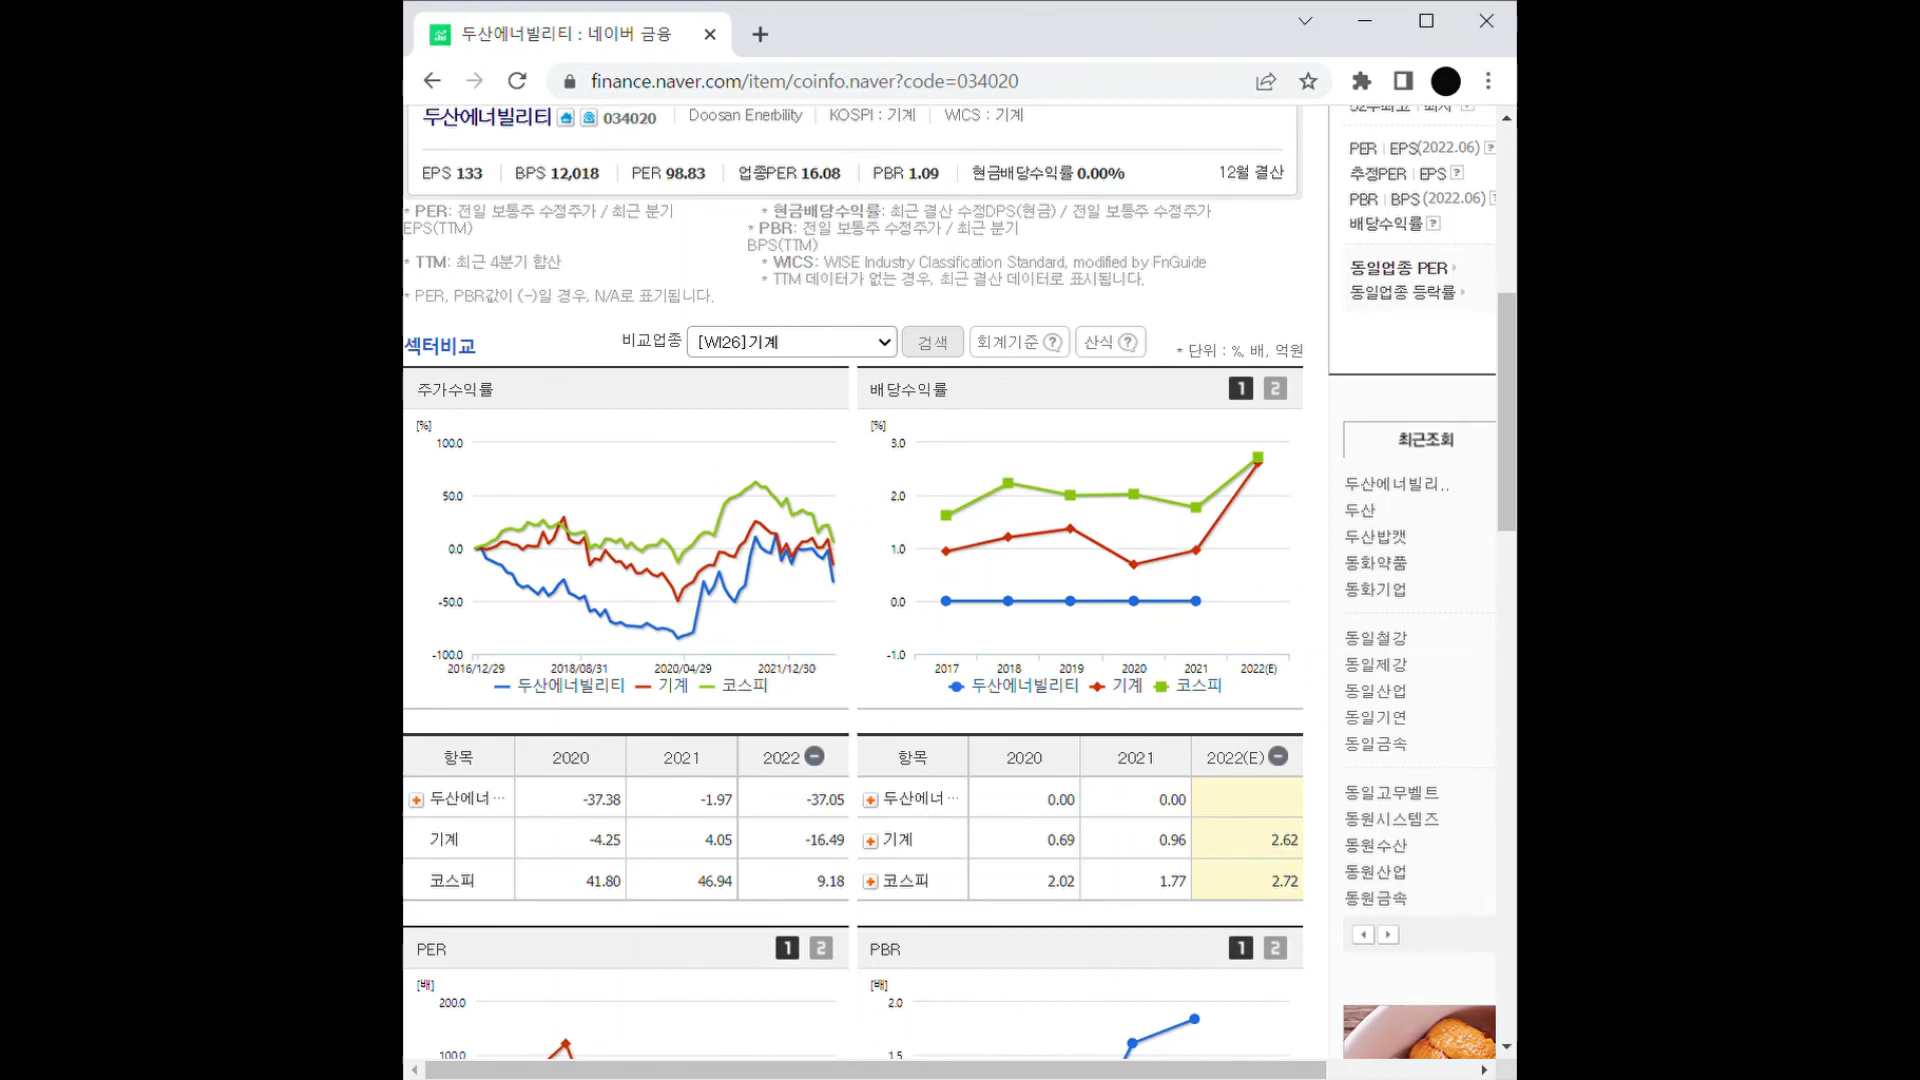 두산에너빌리티 : 네이버 금융
finance.naver.com/item/coinfo.naver?code=034020
두산에너빌리티 034020 Doosan Enerbility KOSPI : 기계 WICS : 기계
EPS 133 BPS 12,018 PER 98.83 업종PER 16.08 PBR 1.09 현금배당수익률 0.00% 12월 결산
* PER: 전일 보통주 수정주가 / 최근 분기
EPS(TTM)
* TTM: 최근 4분기 합산
* PER, PBR값이 (-)일 경우, N/A로 표기됩니다.
* 현금배당수익률: 최근 결산 수정DPS(현금) / 전일 보통주 수정주가
* PBR: 전일 보통주 수정주가 / 최근 분기
BPS(TTM)
* WICS: WISE Industry Classification Standard, modified by FnGuide
* TTM 데이터가 없는 경우, 최근 결산 데이터로 표시됩니다.
섹터비교 비교업종 [WI26]기계 검색 회계기준 ? 산식 ? * 단위 : %, 배, 억원
주가수익률
[%]
100.0
50.0
0.0
-50.0
-100.0
2016/12/29 2018/08/31 2020/04/29 2021/12/30
두산에너빌리티 기계 코스피
배당수익률 1 2
[%]
3.0
2.0
1.0
0.0
-1.0
2017 2018 2019 2020 2021 2022(E)
두산에너빌리티 기계 코스피
항목 2020 2021 2022
두산에너… -37.38 -1.97 -37.05
기계 -4.25 4.05 -16.49
코스피 41.80 46.94 9.18
항목 2020 2021 2022(E)
두산에너… 0.00 0.00
기계 0.69 0.96 2.62
코스피 2.02 1.77 2.72
PER 1 2
[배]
200.0
100.0
PBR 1 2
[배]
2.0
1.5
PER | EPS(2022.06) ?
추정PER | EPS ?
PBR | BPS (2022.06) ?
배당수익률 ?
동일업종 PER
동일업종 등락률
최근조회
두산에너빌리..
두산
두산밥캣
동화약품
동화기업
동일철강
동일제강
동일산업
동일기연
동일금속
동일고무벨트
동원시스템즈
동원수산
동원산업
동원금속